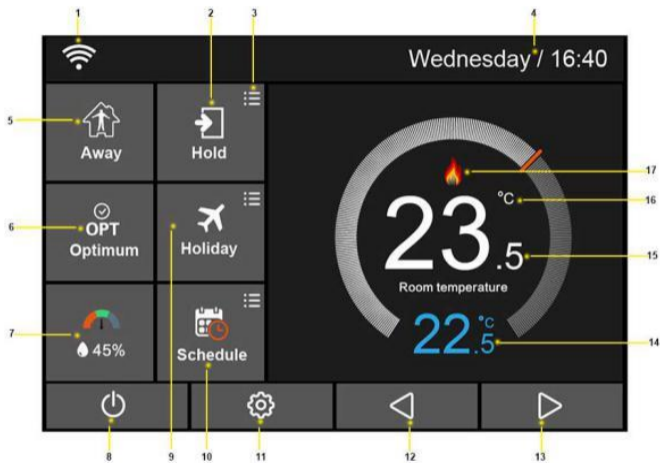 1
2
3
4
Wednesday / 16:40
5
Away
Hold
17
°C
16
6
OPT
Optimum
Holiday
23.5
15
Room temperature
7
45%
Schedule
22.5°C
14
8
9
10
11
12
13